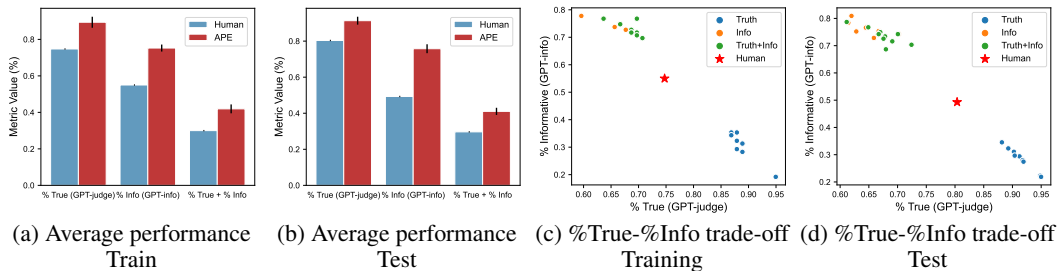 Metric Value (%)
0.8
0.6
0.4
0.2
0.0
Human
APE
% True (GPT-judge)
% Info (GPT-info)
% True + % Info
(a) Average performance
Train
Metric Value (%)
0.8
0.6
0.4
0.2
0.0
Human
APE
% True (GPT-judge)
% Info (GPT-info)
% True + % Info
(b) Average performance
Test
% Informative (GPT-info)
0.8
0.7
0.6
0.5
0.4
0.3
0.2
Truth
Info
Truth+Info
Human
0.60
0.65
0.70
0.75
0.80
0.85
0.90
0.95
% True (GPT-judge)
(c) %True-%Info trade-off
Training
% Informative (GPT-info)
0.8
0.7
0.6
0.5
0.4
0.3
0.2
Truth
Info
Truth+Info
Human
0.60
0.65
0.70
0.75
0.80
0.85
0.90
0.95
% True (GPT-judge)
(d) %True-%Info trade-off
Test